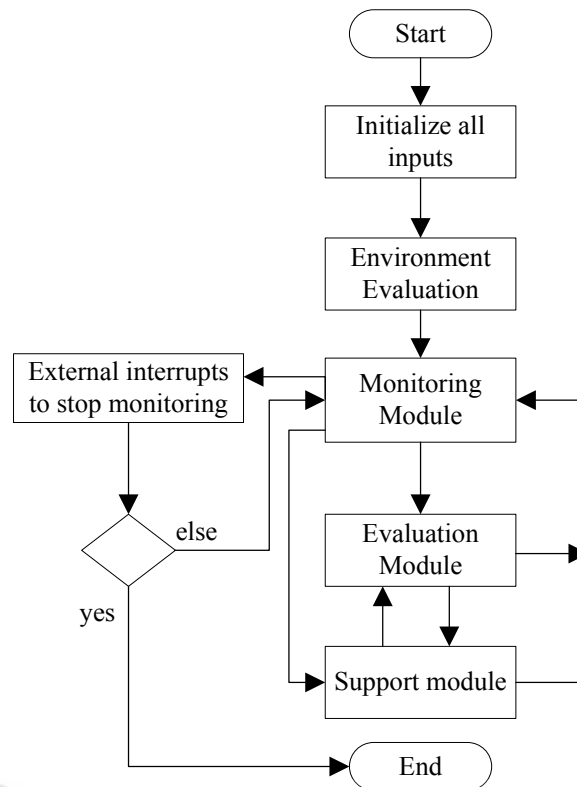 Start
Initialize all
inputs
Environment
Evaluation
External interrupts
to stop monitoring
Monitoring
Module
else
Evaluation
Module
yes
Support module
End